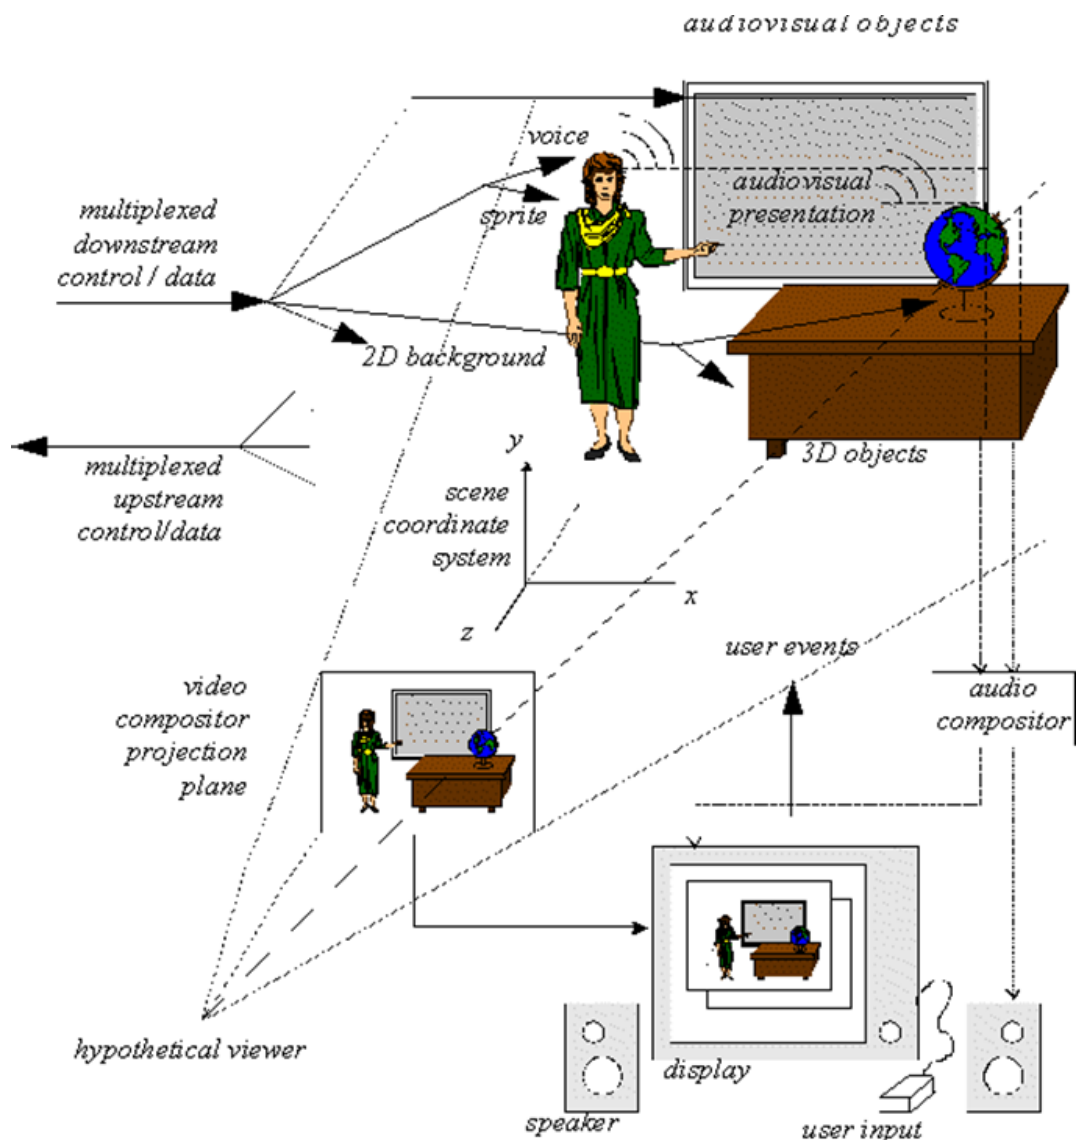 audiovisual objects
voice
sprite
audiovisual
presentation
multiplexed
downstream
control / data
2D background
3D objects
multiplexed
upstream
control/data
y
scene
coordinate
system
x
z
user events
video
compositor
projection
plane
audio
compositor
hypothetical viewer
display
speaker
user input